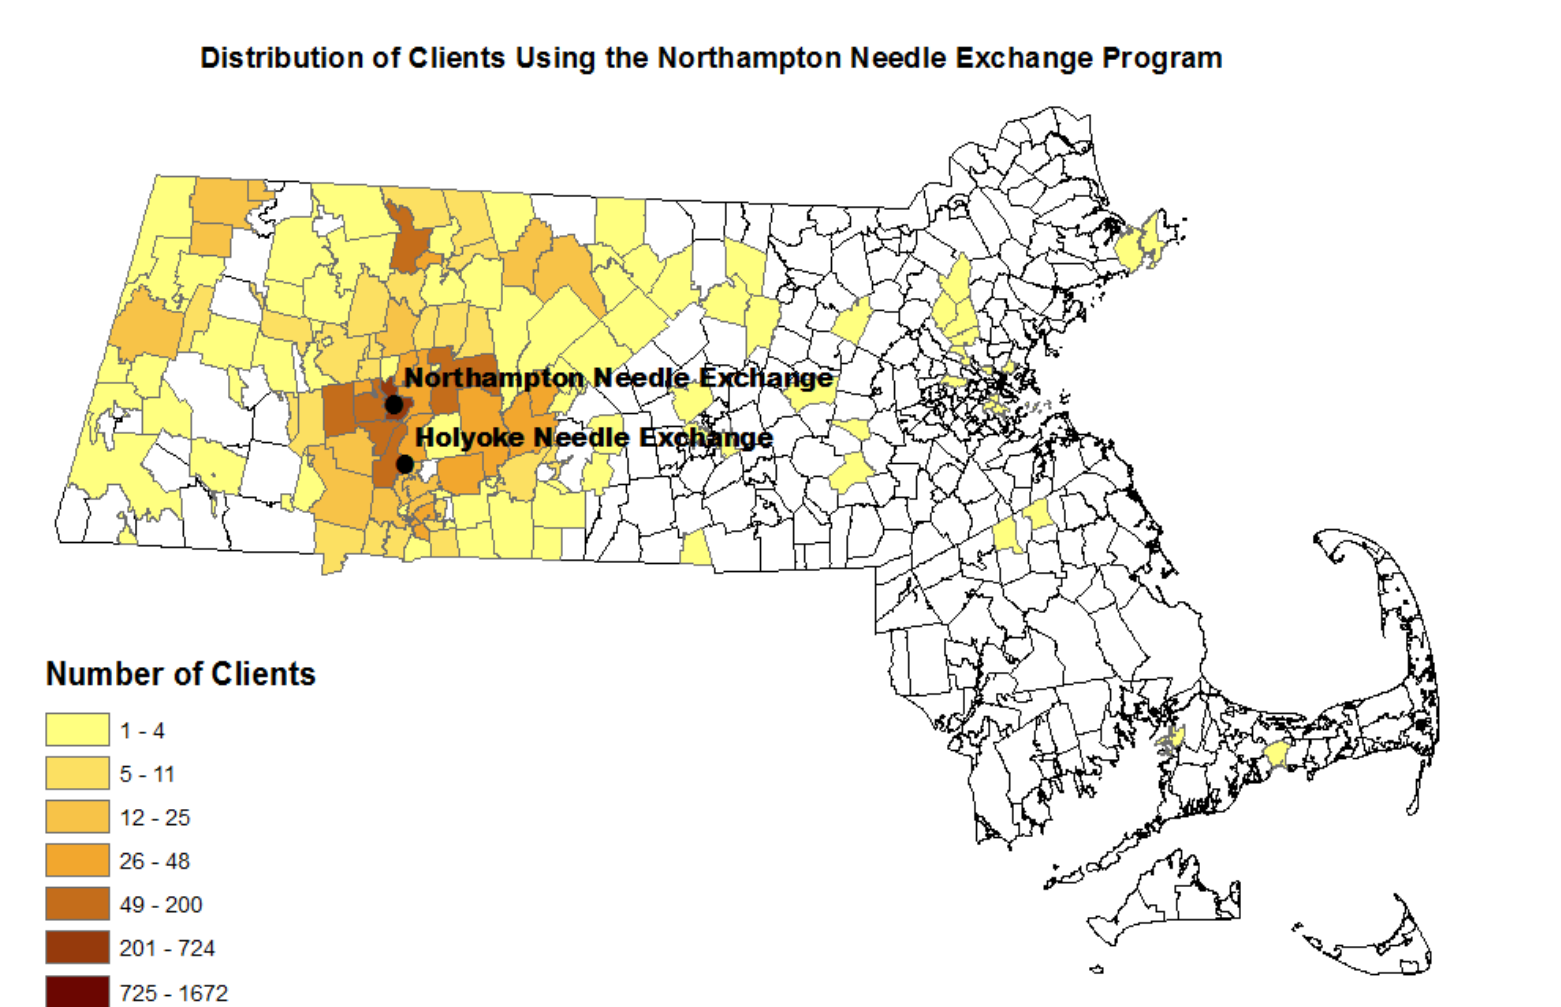 Distribution of Clients Using the Northampton Needle Exchange Program
Northampton Needle Exchange
Holyoke Needle Exchange
Number of Clients
1 - 4
5 - 11
12 - 25
26 - 48
49 - 200
201 - 724
725 - 1672